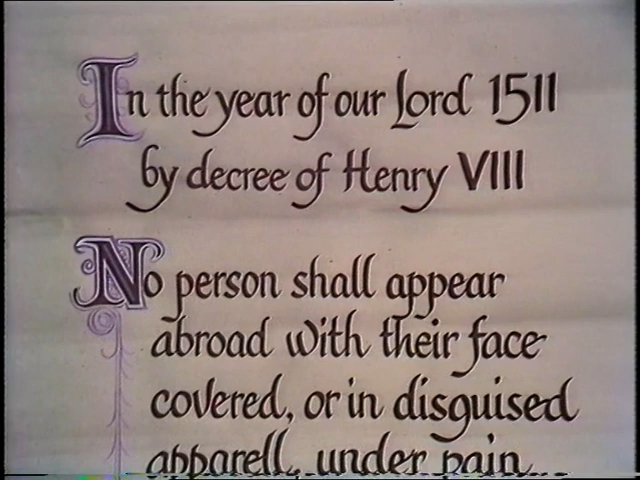 In the year of our Lord 1511
by decree of Henry VIII
No person shall appear
abroad with their face
covered, or in disguised
apparell, under pain